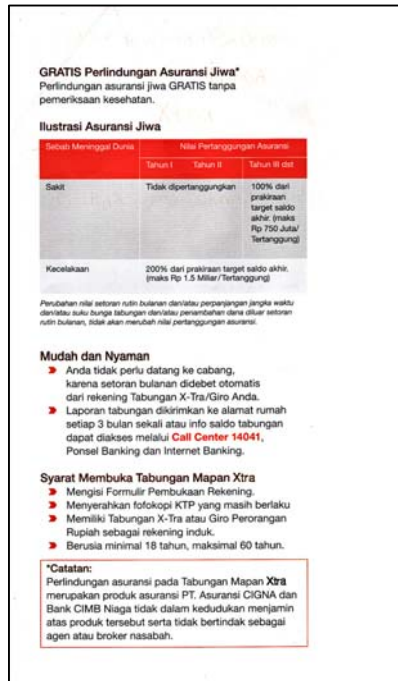 GRATIS Perlindungan Asuransi Jiwa*
Perlindungan asuransi jiwa GRATIS tanpa
pemeriksaan kesehatan.
Ilustrasi Asuransi Jiwa
Sebab Meninggal Dunia
Nilai Pertanggungan Asuransi
Tahun I
Tahun II
Tahun III dst
Sakit
Tidak dipertanggungkan
100% dari
prakiraan
target saldo
akhir. (maks
Rp 750 Juta/
Tertanggung)
Kecelakaan
200% dari prakiraan target saldo akhir.
(maks Rp 1.5 Miliar/Tertanggung)
Perubahan nilai setoran rutin bulanan dan/atau perpanjangan jangka waktu
dan/atau suku bunga tabungan dan/atau penambahan dana diluar setoran
rutin bulanan, tidak akan merubah nilai pertanggungan asuransi.
Mudah dan Nyaman
Anda tidak perlu datang ke cabang,
karena setoran bulanan didebet otomatis
dari rekening Tabungan X-Tra/Giro Anda.
Laporan tabungan dikirimkan ke alamat rumah
setiap 3 bulan sekali atau info saldo tabungan
dapat diakses melalui Call Center 14041,
Ponsel Banking dan Internet Banking.
Syarat Membuka Tabungan Mapan Xtra
Mengisi Formulir Pembukaan Rekening.
Menyerahkan fofokopi KTP yang masih berlaku
Memiliki Tabungan X-Tra atau Giro Perorangan
Rupiah sebagai rekening induk.
Berusia minimal 18 tahun, maksimal 60 tahun.
*Catatan:
Perlindungan asuransi pada Tabungan Mapan Xtra
merupakan produk asuransi PT. Asuransi CIGNA dan
Bank CIMB Niaga tidak dalam kedudukan menjamin
atas produk tersebut serta tidak bertindak sebagai
agen atau broker nasabah.